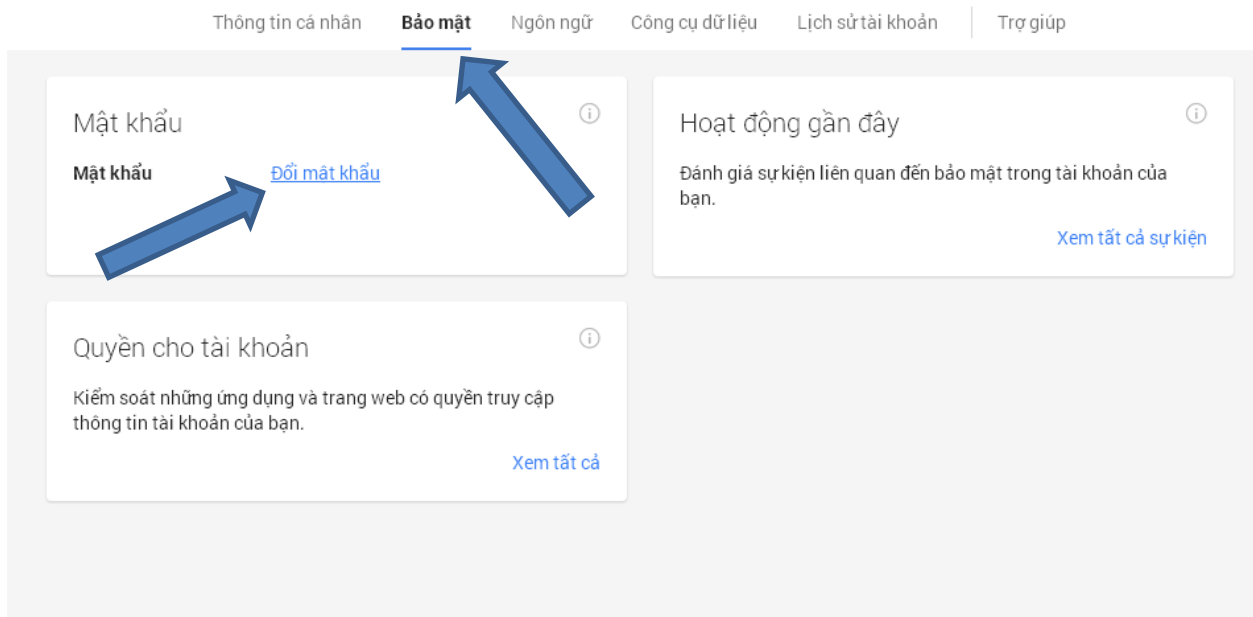 Thông tin cá nhân Bảo mật Ngôn ngữ Công cụ dữ liệu Lịch sử tài khoản Trợ giúp
Mật khẩu
Mật khẩu Đổi mật khẩu
Hoạt động gần đây
Đánh giá sự kiện liên quan đến bảo mật trong tài khoản của
bạn.
Xem tất cả sự kiện
Quyền cho tài khoản
Kiểm soát những ứng dụng và trang web có quyền truy cập
thông tin tài khoản của bạn.
Xem tất cả